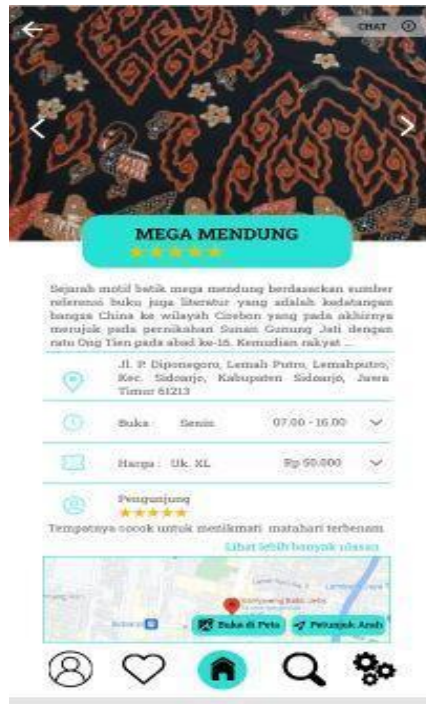 CHAT
MEGA MENDUNG
Sejarah motif batik mega mendung berdasarkan sumber
referensi buku juga literatur yang adalah kedatangan
bangsa China ke wilayah Cirebon yang pada akhirnya
merujuk pada pernikahan Sunan Gunung Jati dengan
ratu Ong Tien pada abad ke-16. Kemudian rakyat ...
Jl. P. Diponegoro, Lemah Putro, Lemahputro,
Kec. Sidoarjo, Kabupaten Sidoarjo, Jawa
Timur 61213
Buka Senin 07.00 - 16.00
Harga : Uk. XL Rp 60.000
Pengunjung
Tempatnya cocok untuk menikmati matahari terbenam
Lihat lebih banyak ulasan
Buka di Peta
Petunjuk Arah